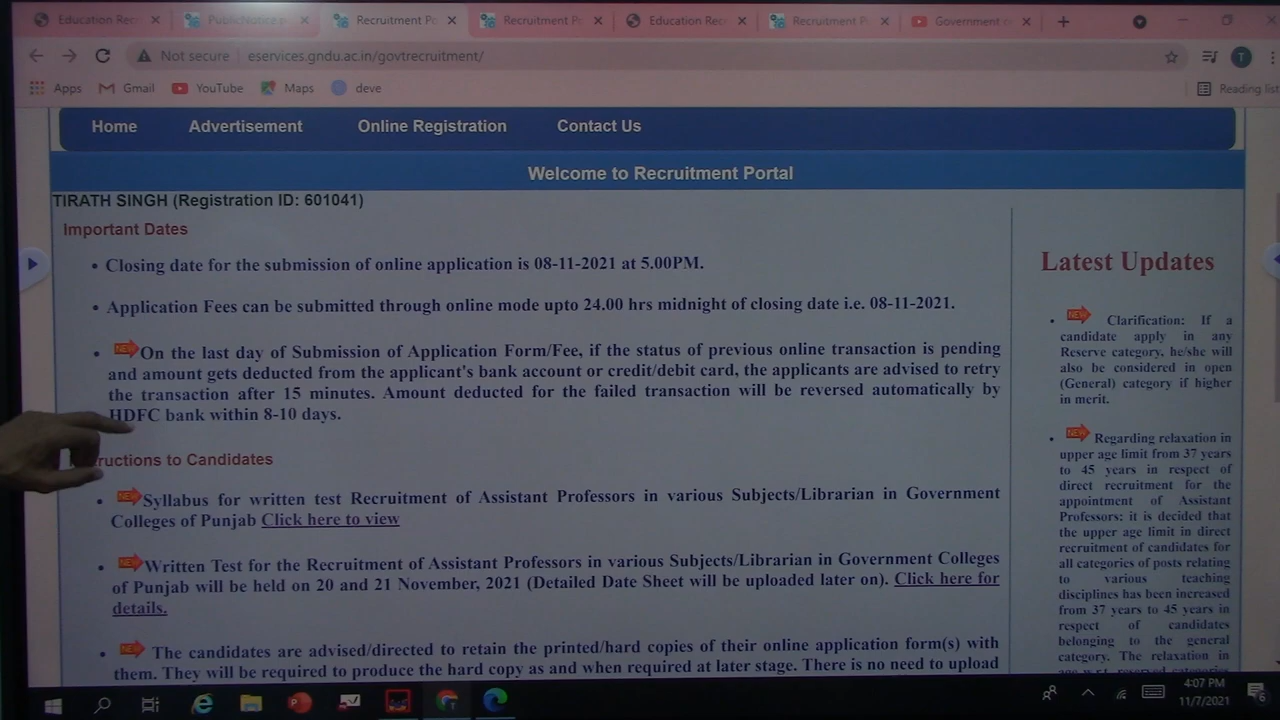 Education Rec
PublicNotice.p
Recruitment Po
Recruitment Po
Education Rec
Recruitment P
Government o
Not secure
eservices.gndu.ac.in/govtrecruitment/
T
Apps
Gmail
YouTube
Maps
deve
Reading list
Home
Advertisement
Online Registration
Contact Us
Welcome to Recruitment Portal
TIRATH SINGH (Registration ID: 601041)
Important Dates
• Closing date for the submission of online application is 08-11-2021 at 5.00PM.
• Application Fees can be submitted through online mode upto 24.00 hrs midnight of closing date i.e. 08-11-2021.
• NEW On the last day of Submission of Application Form/Fee, if the status of previous online transaction is pending
and amount gets deducted from the applicant's bank account or credit/debit card, the applicants are advised to retry
the transaction after 15 minutes. Amount deducted for the failed transaction will be reversed automatically by
HDFC bank within 8-10 days.
ructions to Candidates
• NEW Syllabus for written test Recruitment of Assistant Professors in various Subjects/Librarian in Government
Colleges of Punjab Click here to view
• NEW Written Test for the Recruitment of Assistant Professors in various Subjects/Librarian in Government Colleges
of Punjab will be held on 20 and 21 November, 2021 (Detailed Date Sheet will be uploaded later on). Click here for
details.
• NEW The candidates are advised/directed to retain the printed/hard copies of their online application form(s) with
them. They will be required to produce the hard copy as and when required at later stage. There is no need to upload
Latest Updates
• NEW Clarification: If a
candidate apply in any
Reserve category, he/she will
also be considered in open
(General) category if higher
in merit.
• NEW Regarding relaxation in
upper age limit from 37 years
to 45 years in respect of
direct recruitment for the
appointment of Assistant
Professors: it is decided that
the upper age limit in direct
recruitment of candidates for
all categories of posts relating
to various teaching
disciplines has been increased
from 37 years to 45 years in
respect of candidates
belonging to the general
category. The relaxation in
4:07 PM
11/7/2021
6